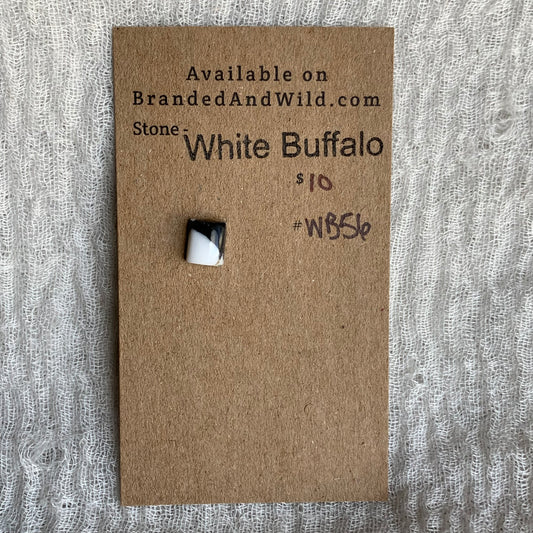 Available on
BrandedAndWild.com
Stone - White Buffalo
$10
#WB56